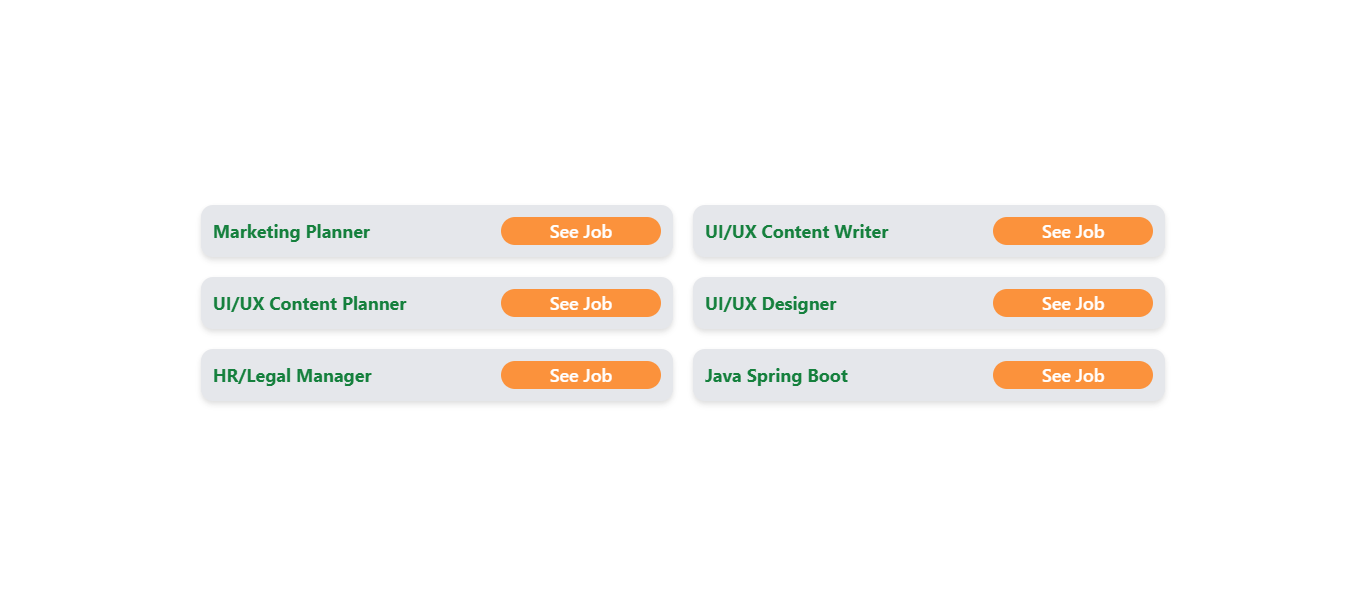 Marketing Planner
See Job
UI/UX Content Writer
See Job
UI/UX Content Planner
See Job
UI/UX Designer
See Job
HR/Legal Manager
See Job
Java Spring Boot
See Job